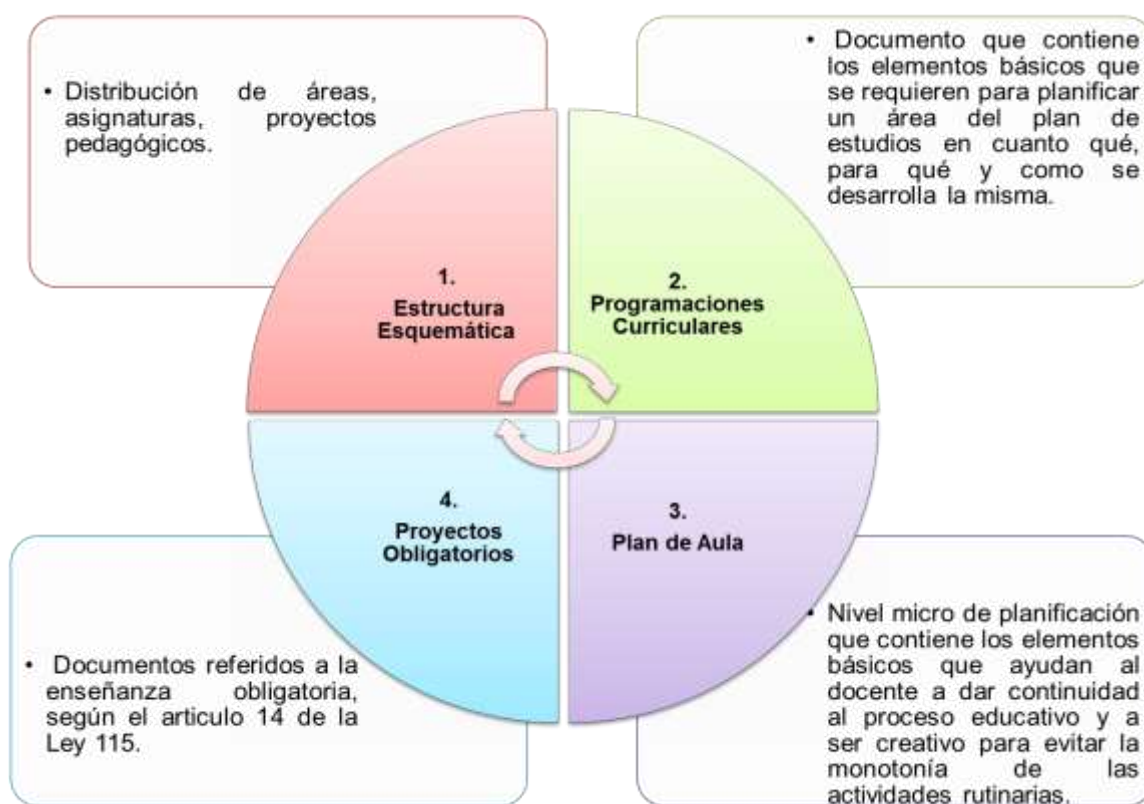 • Distribución de áreas,
asignaturas, proyectos
pedagógicos.
• Documento que contiene
los elementos básicos que
se requieren para planificar
un área del plan de
estudios en cuanto qué,
para qué y como se
desarrolla la misma.
1.
Estructura
Esquemática
2.
Programaciones
Curriculares
4.
Proyectos
Obligatorios
3.
Plan de Aula
• Documentos referidos a la
enseñanza obligatoria,
según el articulo 14 de la
Ley 115.
• Nivel micro de planificación
que contiene los elementos
básicos que ayudan al
docente a dar continuidad
al proceso educativo y a
ser creativo para evitar la
monotonía de las
actividades rutinarias.